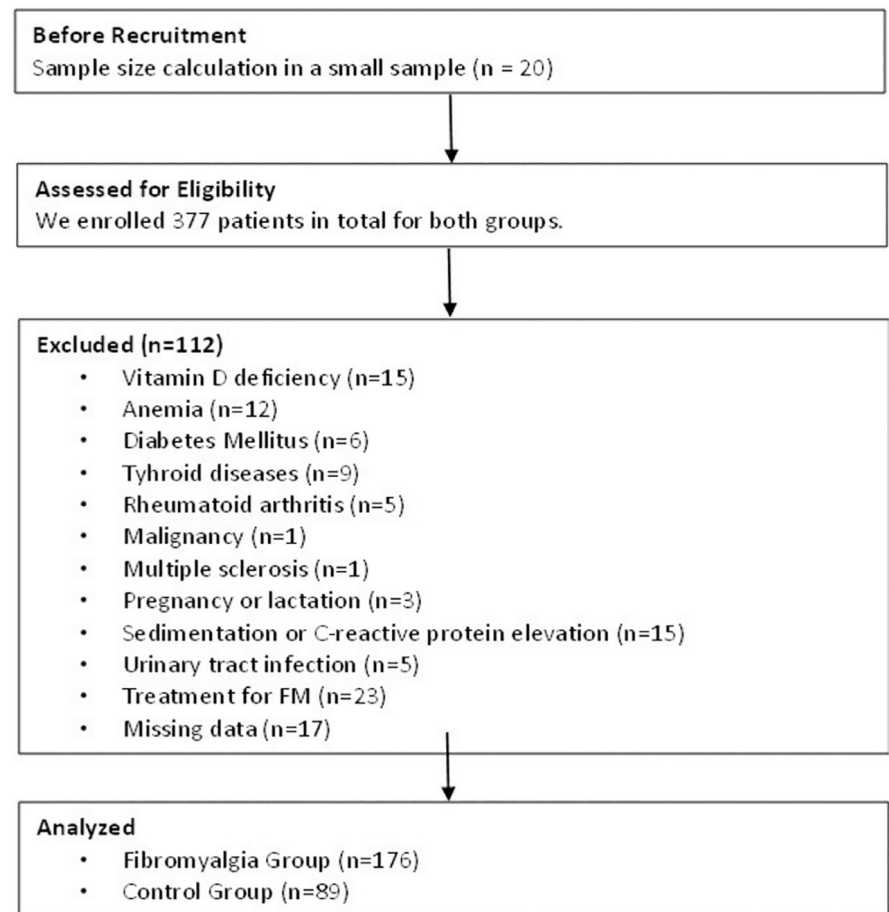 Before Recruitment
Sample size calculation in a small sample (n = 20)
Assessed for Eligibility
We enrolled 377 patients in total for both groups.
Excluded (n=112)
• Vitamin D deficiency (n=15)
• Anemia (n=12)
• Diabetes Mellitus (n=6)
• Tyhroid diseases (n=9)
• Rheumatoid arthritis (n=5)
• Malignancy (n=1)
• Multiple sclerosis (n=1)
• Pregnancy or lactation (n=3)
• Sedimentation or C-reactive protein elevation (n=15)
• Urinary tract infection (n=5)
• Treatment for FM (n=23)
• Missing data (n=17)
Analyzed
• Fibromyalgia Group (n=176)
• Control Group (n=89)